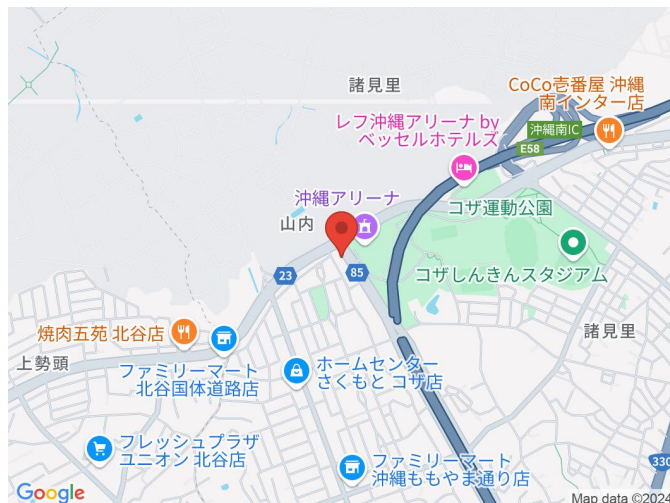 諸見里
CoCo壱番屋 沖縄
南インター店
沖縄南IC
E58
レフ沖縄アリーナ by
ベッセルホテルズ
沖縄アリーナ
コザ運動公園
山内
23
85
コザしんきんスタジアム
焼肉五苑 北谷店
諸見里
上勢頭
ファミリーマート
北谷国体道路店
ホームセンター
さくもと コザ店
フレッシュプラザ
ユニオン 北谷店
ファミリーマート
沖縄ももやま通り店
330
Google
Map data ©2024